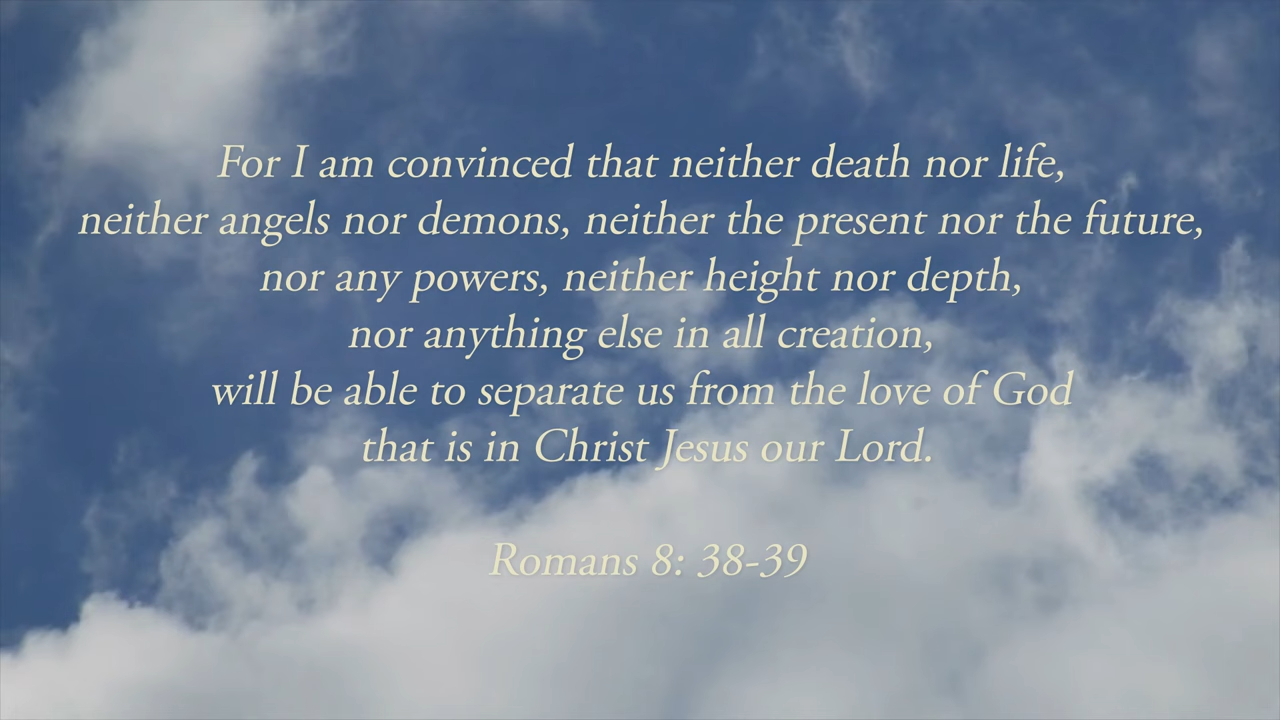 For I am convinced that neither death nor life,
neither angels nor demons, neither the present nor the future,
nor any powers, neither height nor depth,
nor anything else in all creation,
will be able to separate us from the love of God
that is in Christ Jesus our Lord.
Romans 8: 38-39